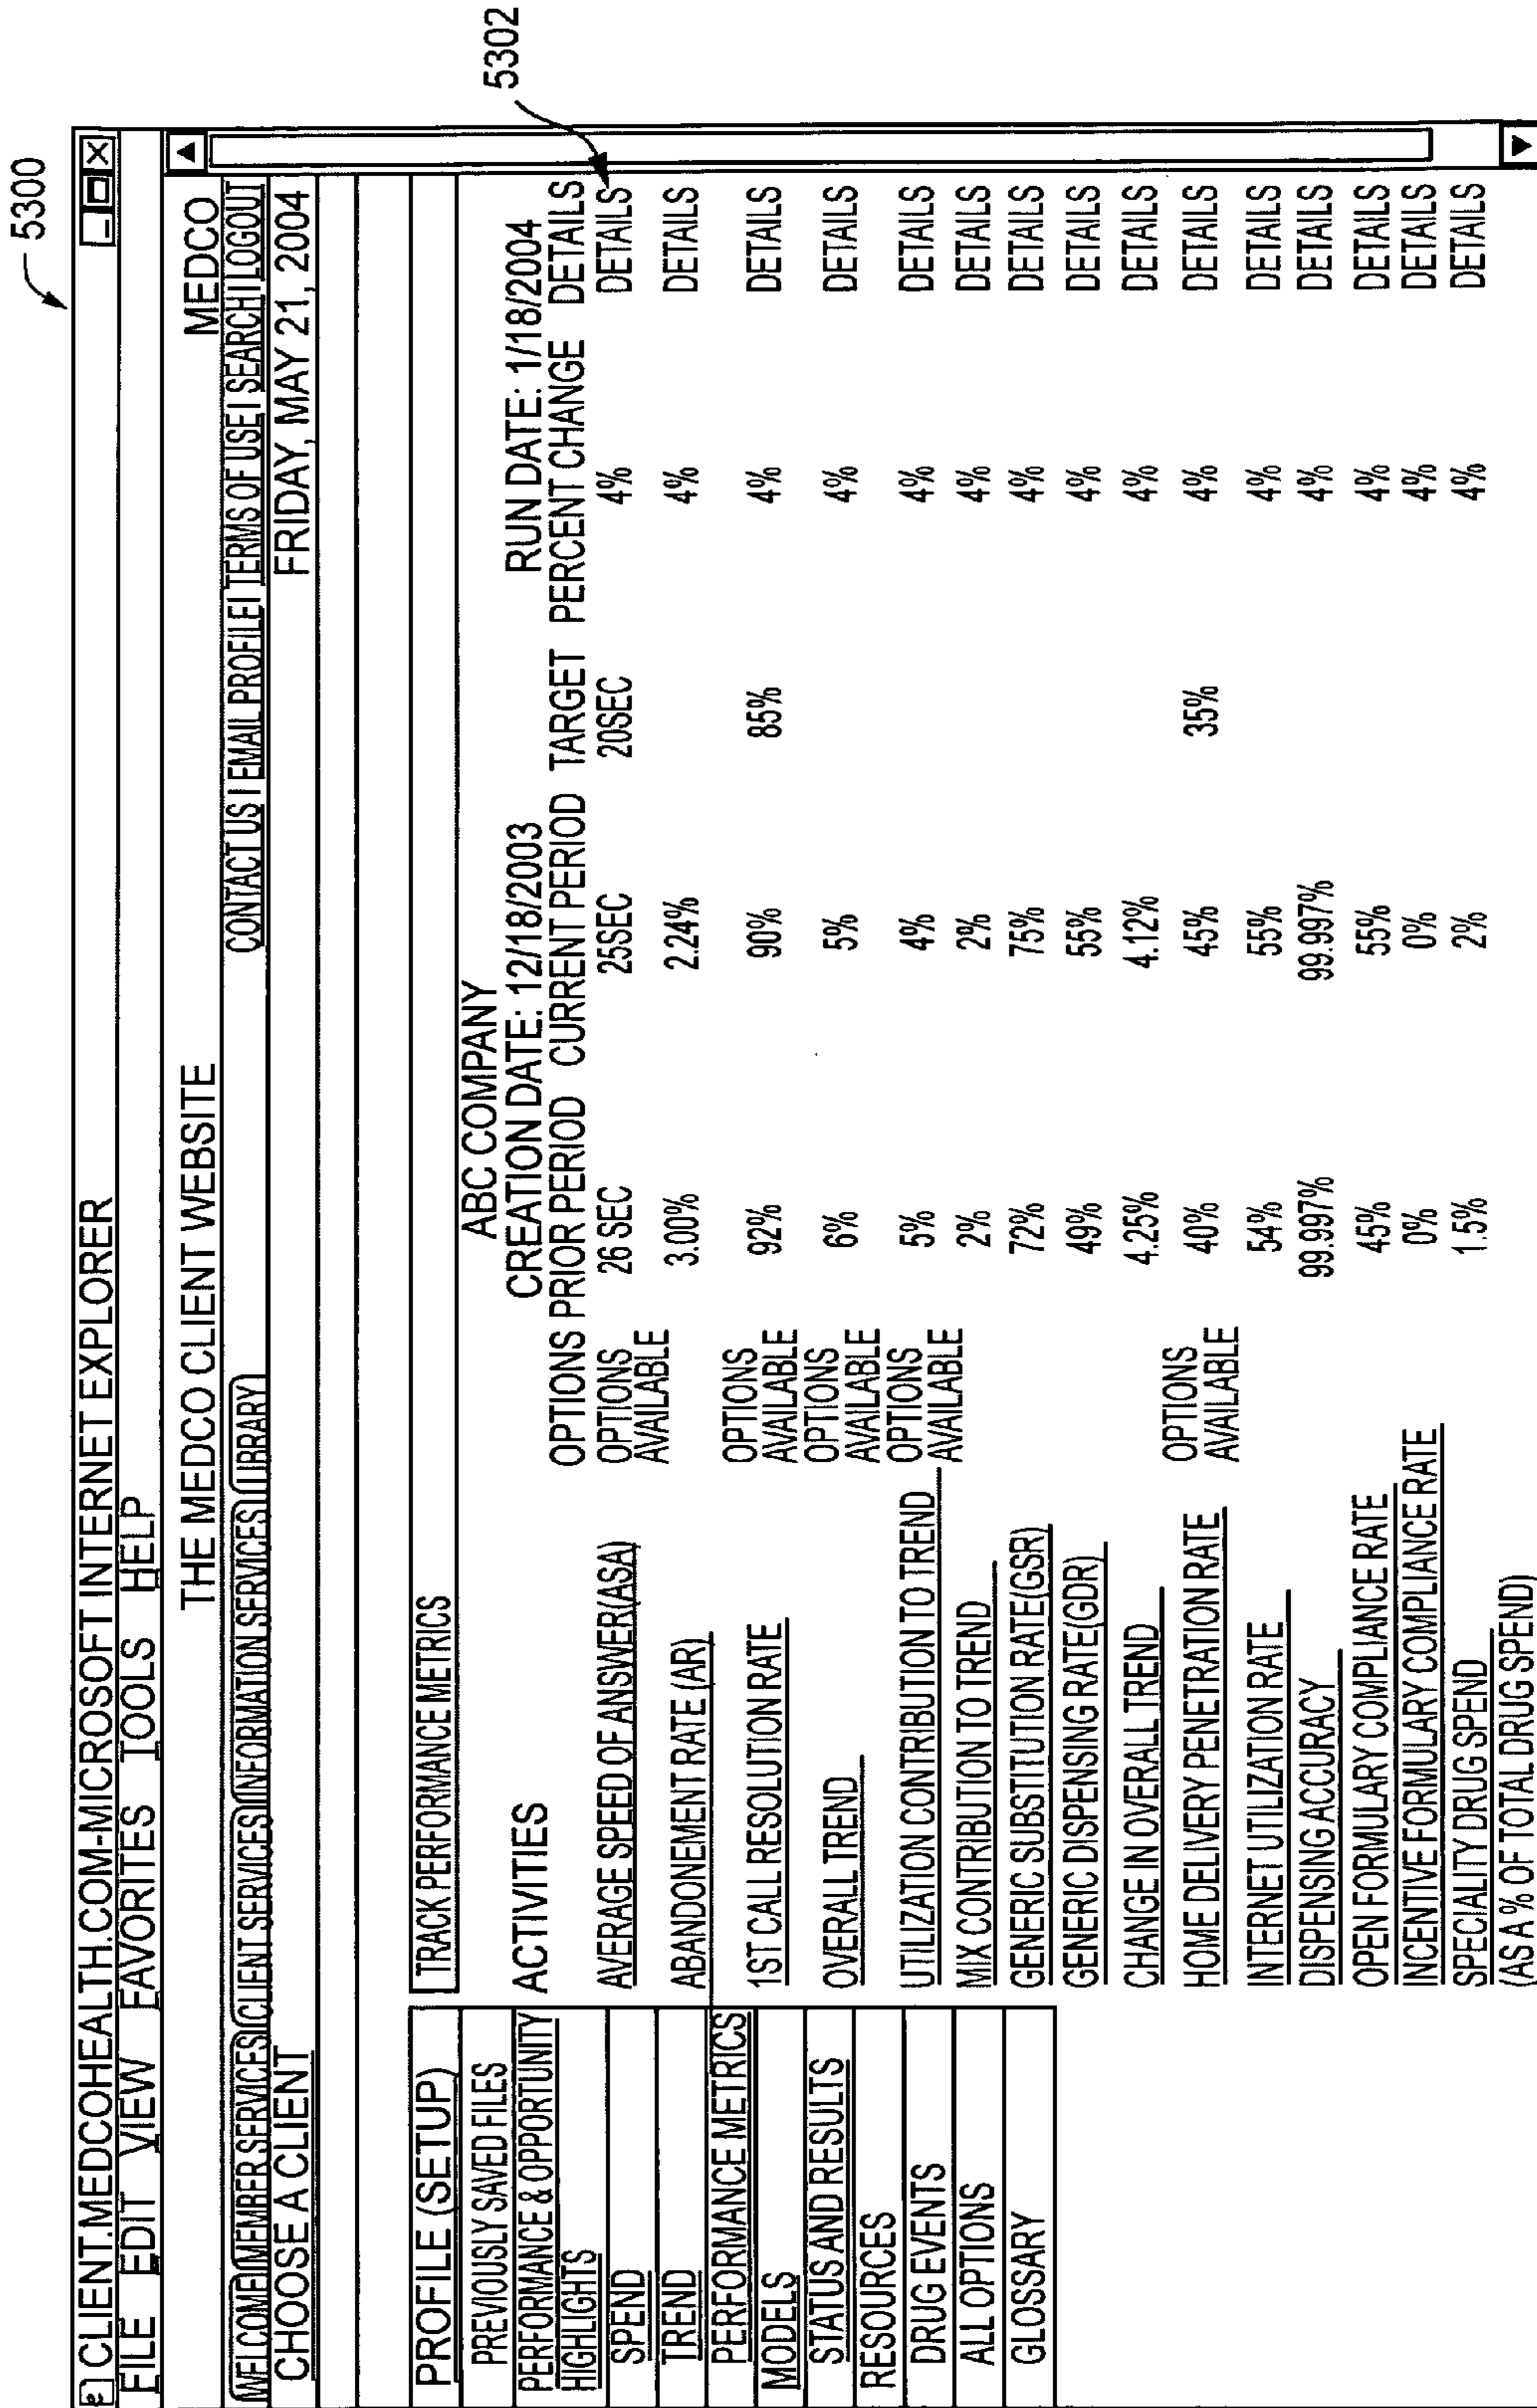 5300
CLIENT.MEDCOHEALTH.COM-MICROSOFT INTERNET EXPLORER
FILE EDIT VIEW FAVORITES TOOLS HELP
THE MEDCO CLIENT WEBSITE MEDCO
WELCOME MEMBER SERVICES CLIENT SERVICES INFORMATION SERVICES LIBRARY CONTACT US | EMAIL PROFILE | TERMS OF USE | SEARCH | LOGOUT
CHOOSE A CLIENT FRIDAY, MAY 21, 2004
PROFILE (SETUP)
PREVIOUSLY SAVED FILES
PERFORMANCE & OPPORTUNITY
HIGHLIGHTS
SPEND
TREND
PERFORMANCE METRICS
MODELS
STATUS AND RESULTS
RESOURCES
DRUG EVENTS
ALL OPTIONS
GLOSSARY
TRACK PERFORMANCE METRICS
ABC COMPANY
CREATION DATE: 12/18/2003 RUN DATE: 1/18/2004
ACTIVITIES OPTIONS PRIOR PERIOD CURRENT PERIOD TARGET PERCENT CHANGE DETAILS
AVERAGE SPEED OF ANSWER(ASA) OPTIONS AVAILABLE 26 SEC 25SEC 20SEC 4% DETAILS
5302
ABANDONEMENT RATE (AR) 3.00% 2.24% 4% DETAILS
1ST CALL RESOLUTION RATE OPTIONS AVAILABLE 92% 90% 85% 4% DETAILS
OVERALL TREND OPTIONS AVAILABLE 6% 5% 4% DETAILS
UTILIZATION CONTRIBUTION TO TREND OPTIONS AVAILABLE 5% 4% 4% DETAILS
MIX CONTRIBUTION TO TREND 2% 2% 4% DETAILS
GENERIC SUBSTITUTION RATE(GSR) 72% 75% 4% DETAILS
GENERIC DISPENSING RATE(GDR) 49% 55% 4% DETAILS
CHANGE IN OVERALL TREND 4.25% 4.12% 4% DETAILS
HOME DELIVERY PENETRATION RATE OPTIONS AVAILABLE 40% 45% 35% 4% DETAILS
INTERNET UTILIZATION RATE 54% 55% 4% DETAILS
DISPENSING ACCURACY 99.997% 99.997% 4% DETAILS
OPEN FORMULARY COMPLIANCE RATE 45% 55% 4% DETAILS
INCENTIVE FORMULARY COMPLIANCE RATE 0% 0% 4% DETAILS
SPECIALITY DRUG SPEND 1.5% 2% 4% DETAILS
(AS A % OF TOTAL DRUG SPEND)